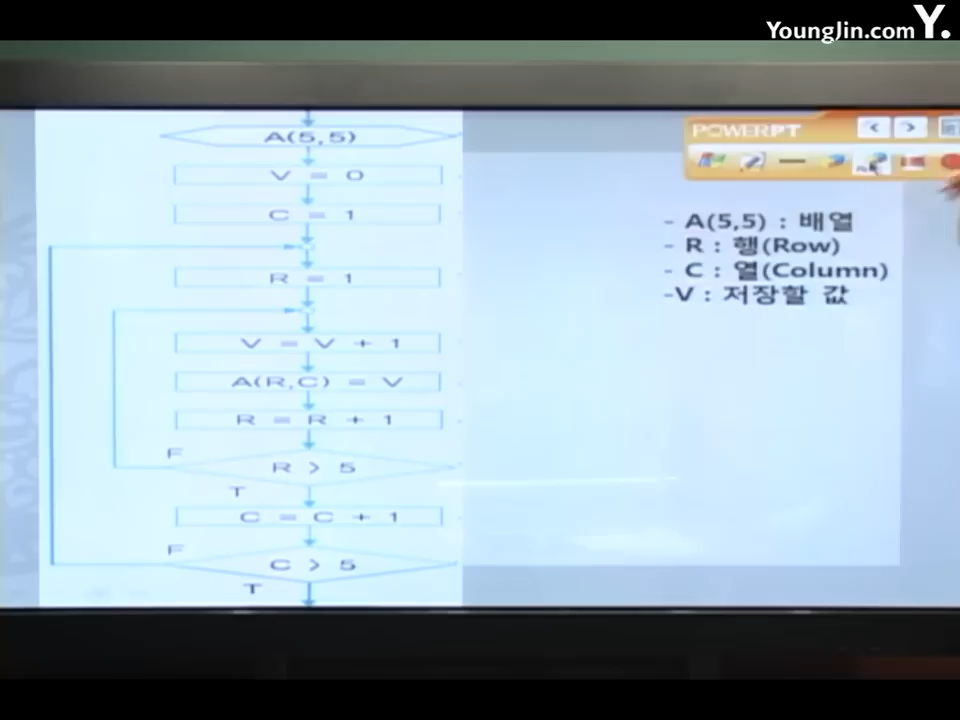 YoungJin.com Y.
A(5,5)
V = 0
C = 1
R = 1
V = V + 1
A(R,C) = V
R = R + 1
F
R > 5
T
C = C + 1
F
C > 5
T
POWERPT
- A(5,5) : 배열
- R : 행(Row)
- C : 열(Column)
-V : 저장할 값